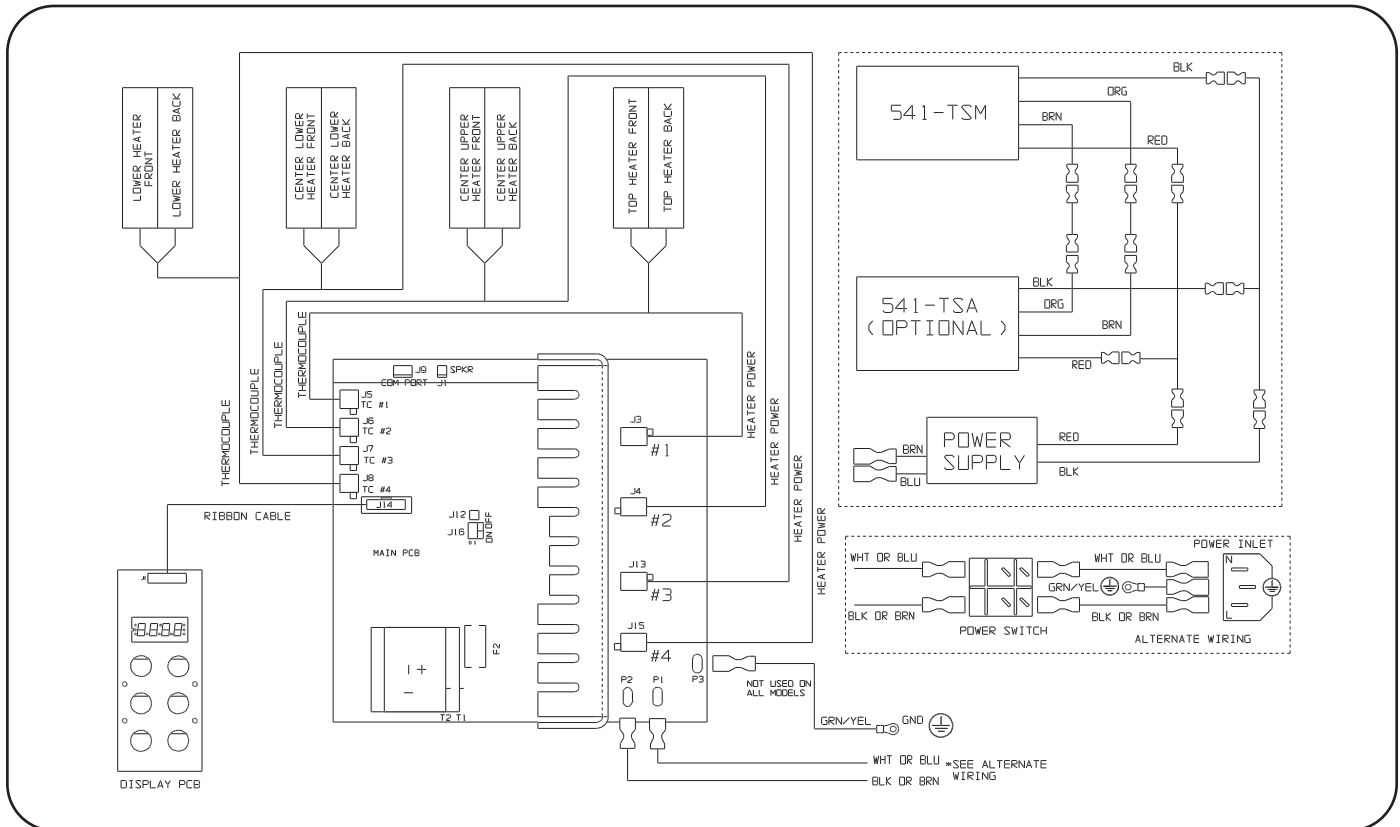 LOWER HEATER
FRONT
LOWER HEATER BACK
CENTER LOWER
HEATER FRONT
CENTER LOWER
HEATER BACK
CENTER UPPER
HEATER FRONT
CENTER UPPER
HEATER BACK
TOP HEATER FRONT
TOP HEATER BACK
THERMOCOUPLE
THERMOCOUPLE
THERMOCOUPLE
THERMOCOUPLE
J9
SPKR
COM PORT
J1
J5
TC #1
J6
TC #2
J7
TC #3
J8
TC #4
J14
RIBBON CABLE
J12
J16
ON OFF
MAIN PCB
F2
T2 T1
J3
#1
J4
#2
J13
#3
J15
#4
P3
P2
P1
HEATER POWER
HEATER POWER
HEATER POWER
HEATER POWER
NOT USED ON
ALL MODELS
GRN/YEL
GND
WHT OR BLU
BLK OR BRN
*SEE ALTERNATE
WIRING
J1
8.8.8.8.
DISPLAY PCB
541-TSM
BLK
ORG
BRN
RED
541-TSA
(OPTIONAL)
BLK
ORG
BRN
RED
POWER
SUPPLY
BRN
BLU
RED
BLK
POWER INLET
WHT OR BLU
WHT OR BLU
N
GRN/YEL
BLK OR BRN
BLK OR BRN
L
POWER SWITCH
ALTERNATE WIRING